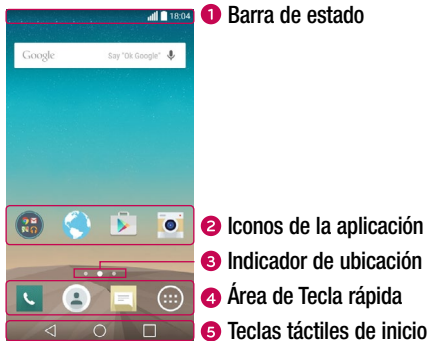 18:04
1 Barra de estado
Google Say "Ok Google"
2 Iconos de la aplicación
3 Indicador de ubicación
4 Área de Tecla rápida
5 Teclas táctiles de inicio